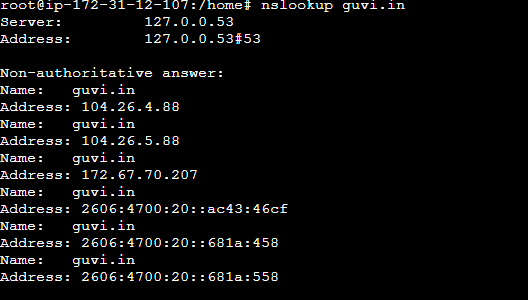 root@ip-172-31-12-107:/home# nslookup guvi.in
Server:         127.0.0.53
Address:        127.0.0.53#53

Non-authoritative answer:
Name:   guvi.in
Address: 104.26.4.88
Name:   guvi.in
Address: 104.26.5.88
Name:   guvi.in
Address: 172.67.70.207
Name:   guvi.in
Address: 2606:4700:20::ac43:46cf
Name:   guvi.in
Address: 2606:4700:20::681a:458
Name:   guvi.in
Address: 2606:4700:20::681a:558